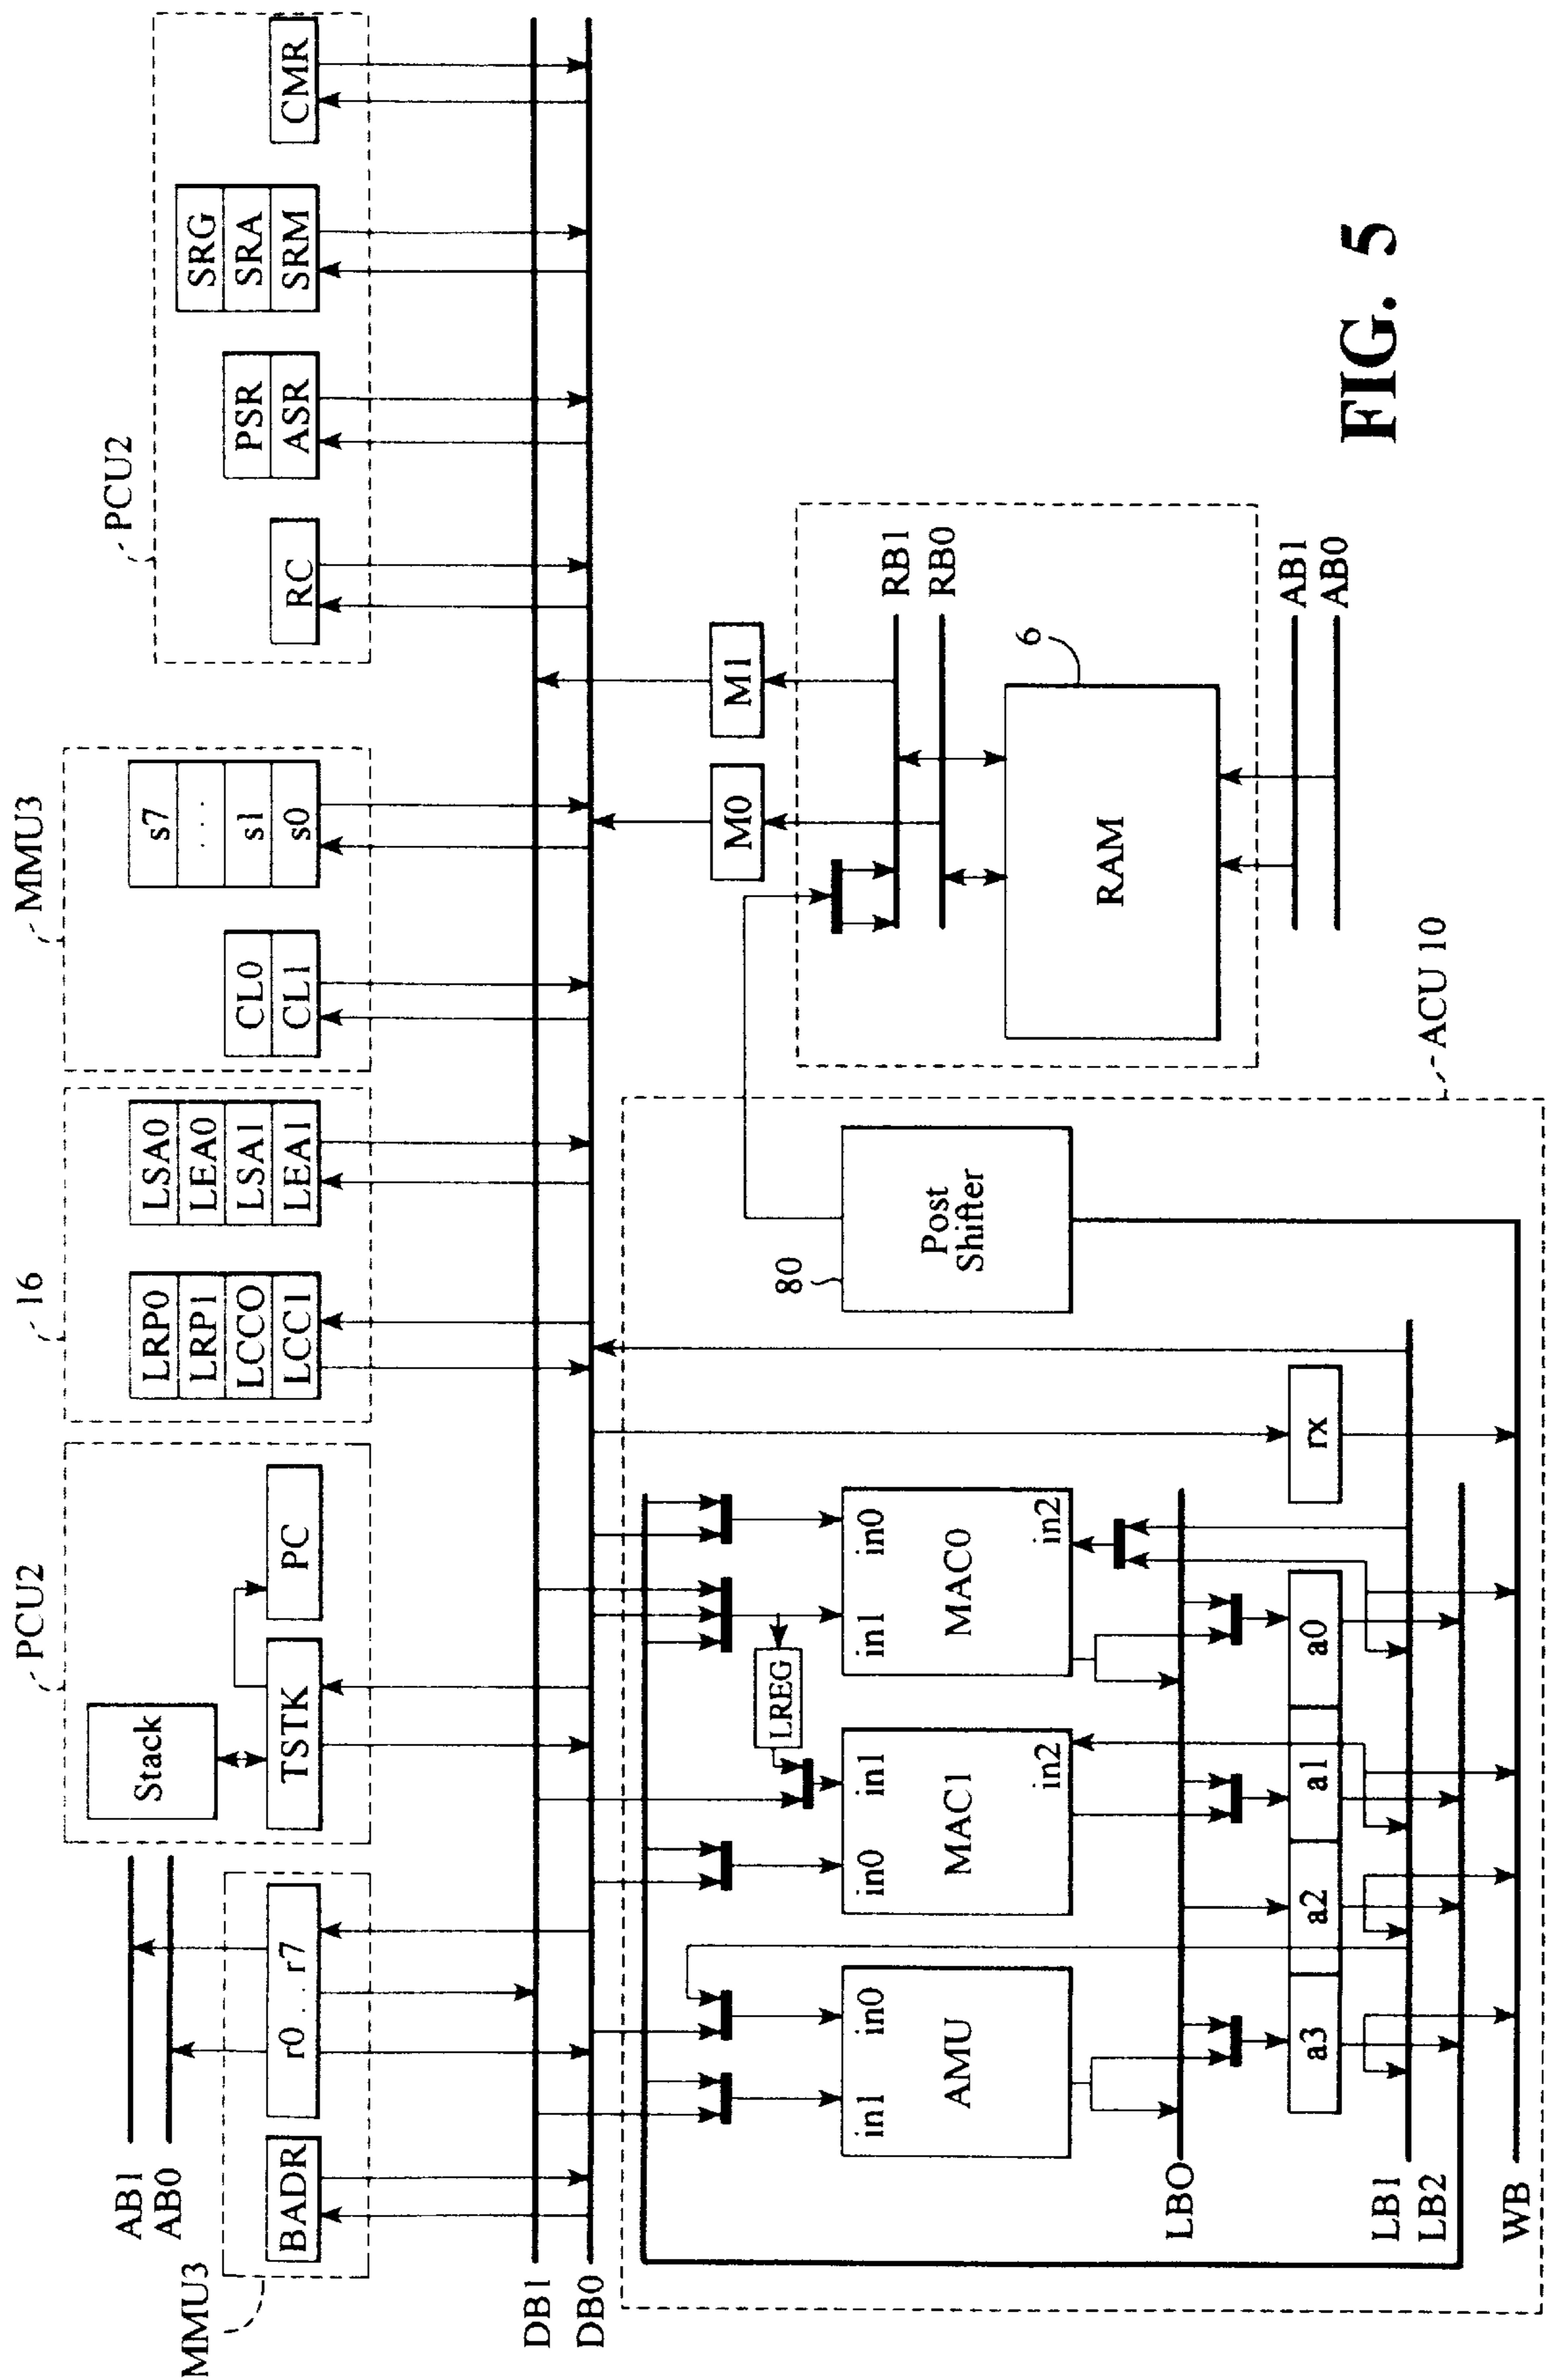 MMU3
PCU2
16
MMU3
PCU2
AB1
AB0
BADR
r0 . . r7
Stack
TSTK
PC
LRP0
LRP1
LCCO
LCC1
LSA0
LEA0
LSA1
LEA1
CL0
CL1
s7
. . . .
s1
s0
RC
PSR
ASR
SRG
SRA
SRM
CMR
DB1
DB0
LREG
in1
in0
AMU
in0
in1
MAC1
in2
in1
in0
MAC0
in2
LBO
a3
a2
a1
a0
rx
LB1
LB2
WB
80
Post
Shifter
ACU 10
M0
M1
RB1
RB0
6
RAM
AB1
AB0
FIG. 5